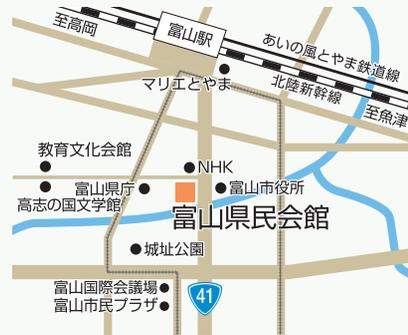 至高岡
富山駅
あいの風とやま鉄道線
北陸新幹線
至魚津
マリエとやま
教育文化会館
NHK
富山県庁
富山市役所
高志の国文学館
富山県民会館
城址公園
富山国際会議場
富山市民プラザ
41